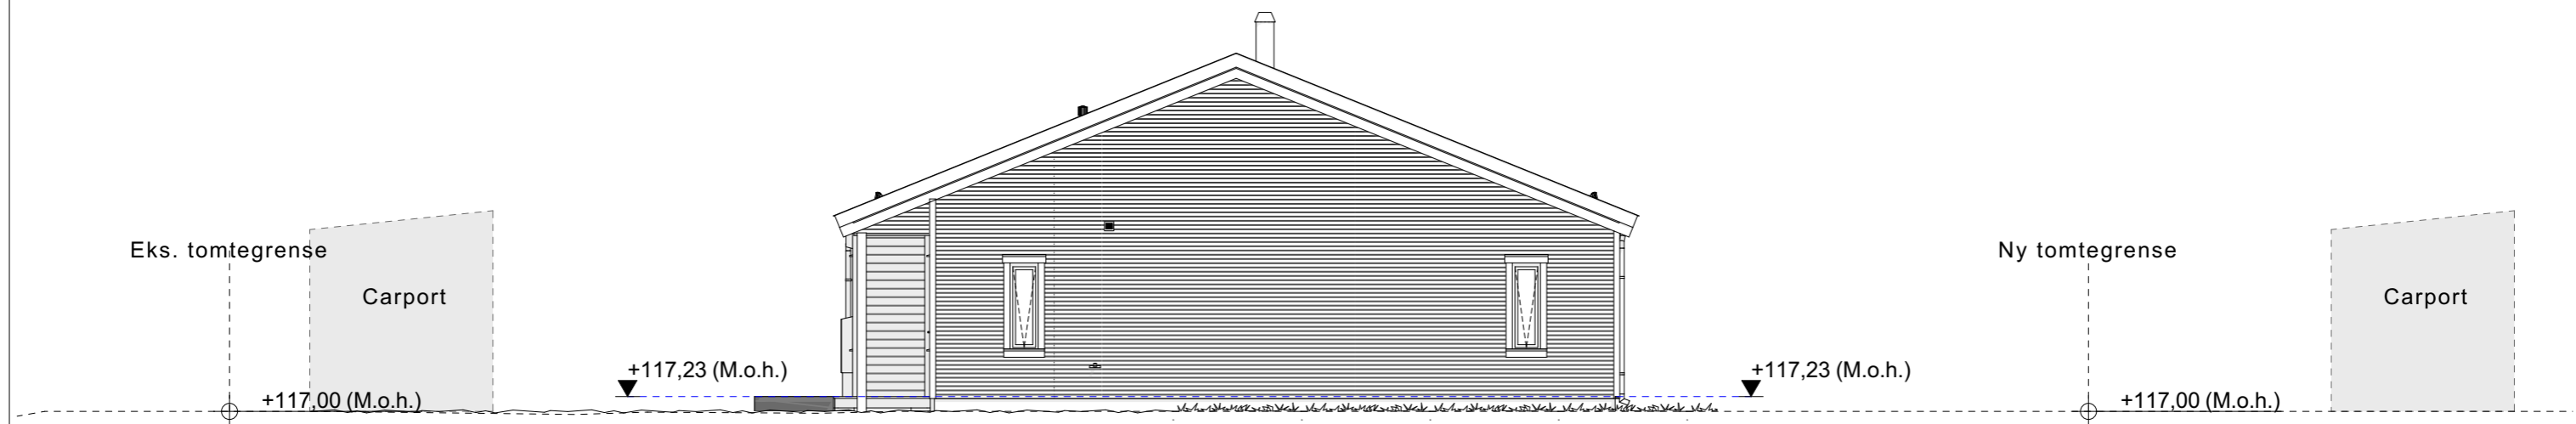 Eks. tomtegrense
Ny tomtegrense
Carport
Carport
+117,23 (M.o.h.)
+117,23 (M.o.h.)
+117,00 (M.o.h.)
+117,00 (M.o.h.)